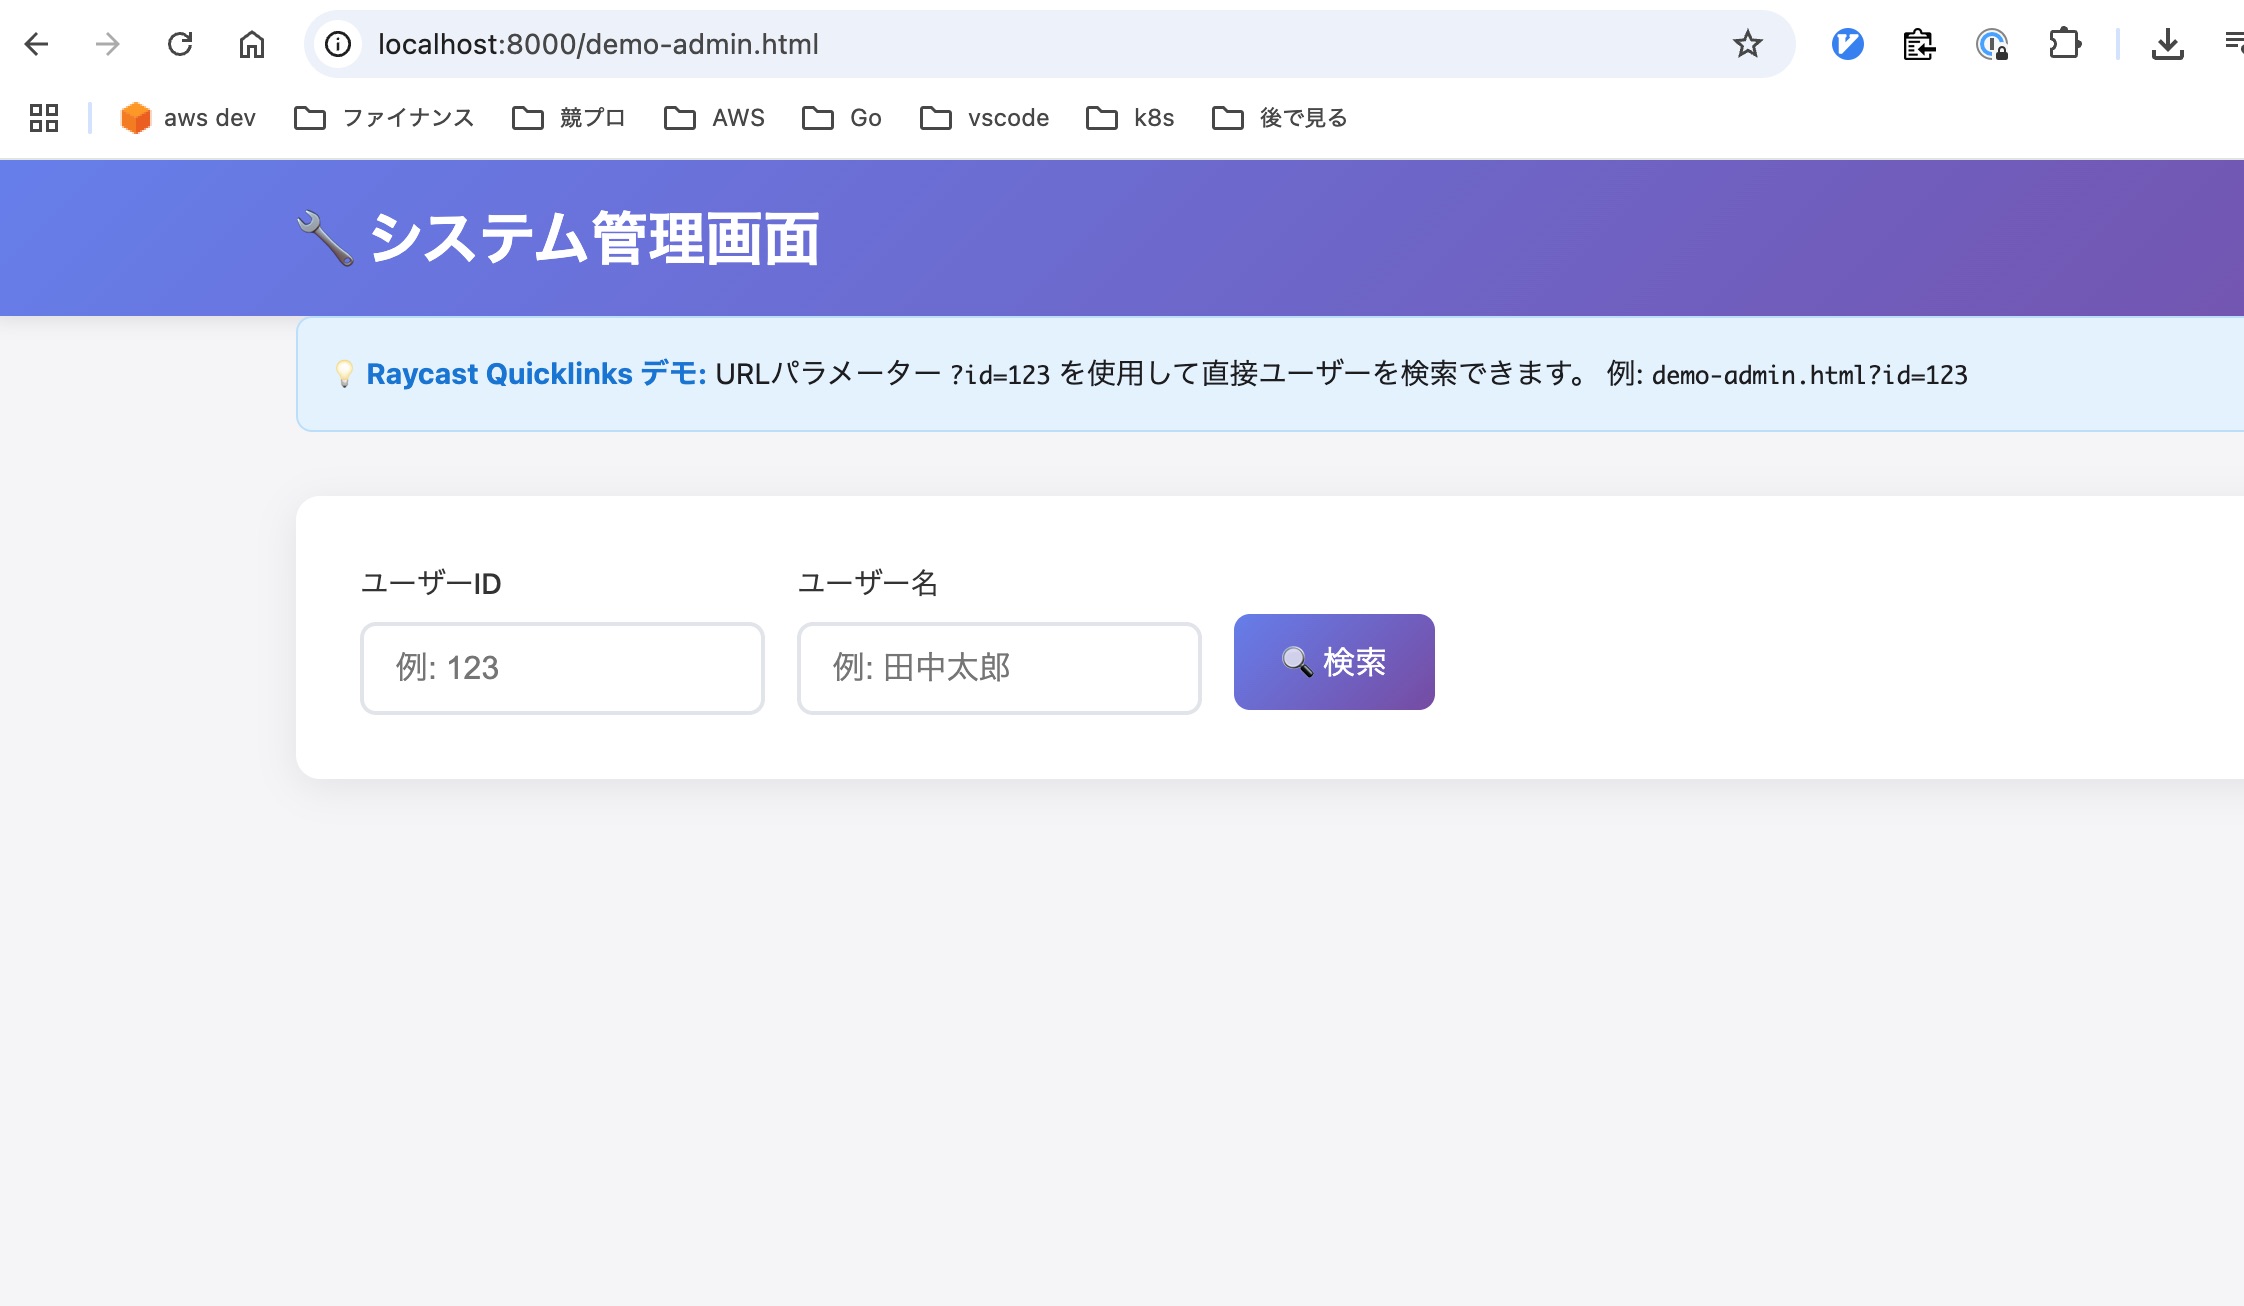 localhost:8000/demo-admin.html
aws dev ファイナンス 競プロ AWS Go vscode k8s 後で見る
🔧 システム管理画面
💡 Raycast Quicklinks デモ: URLパラメーター ?id=123 を使用して直接ユーザーを検索できます。 例: demo-admin.html?id=123
ユーザーID ユーザー名
例: 123 例: 田中太郎 🔍 検索